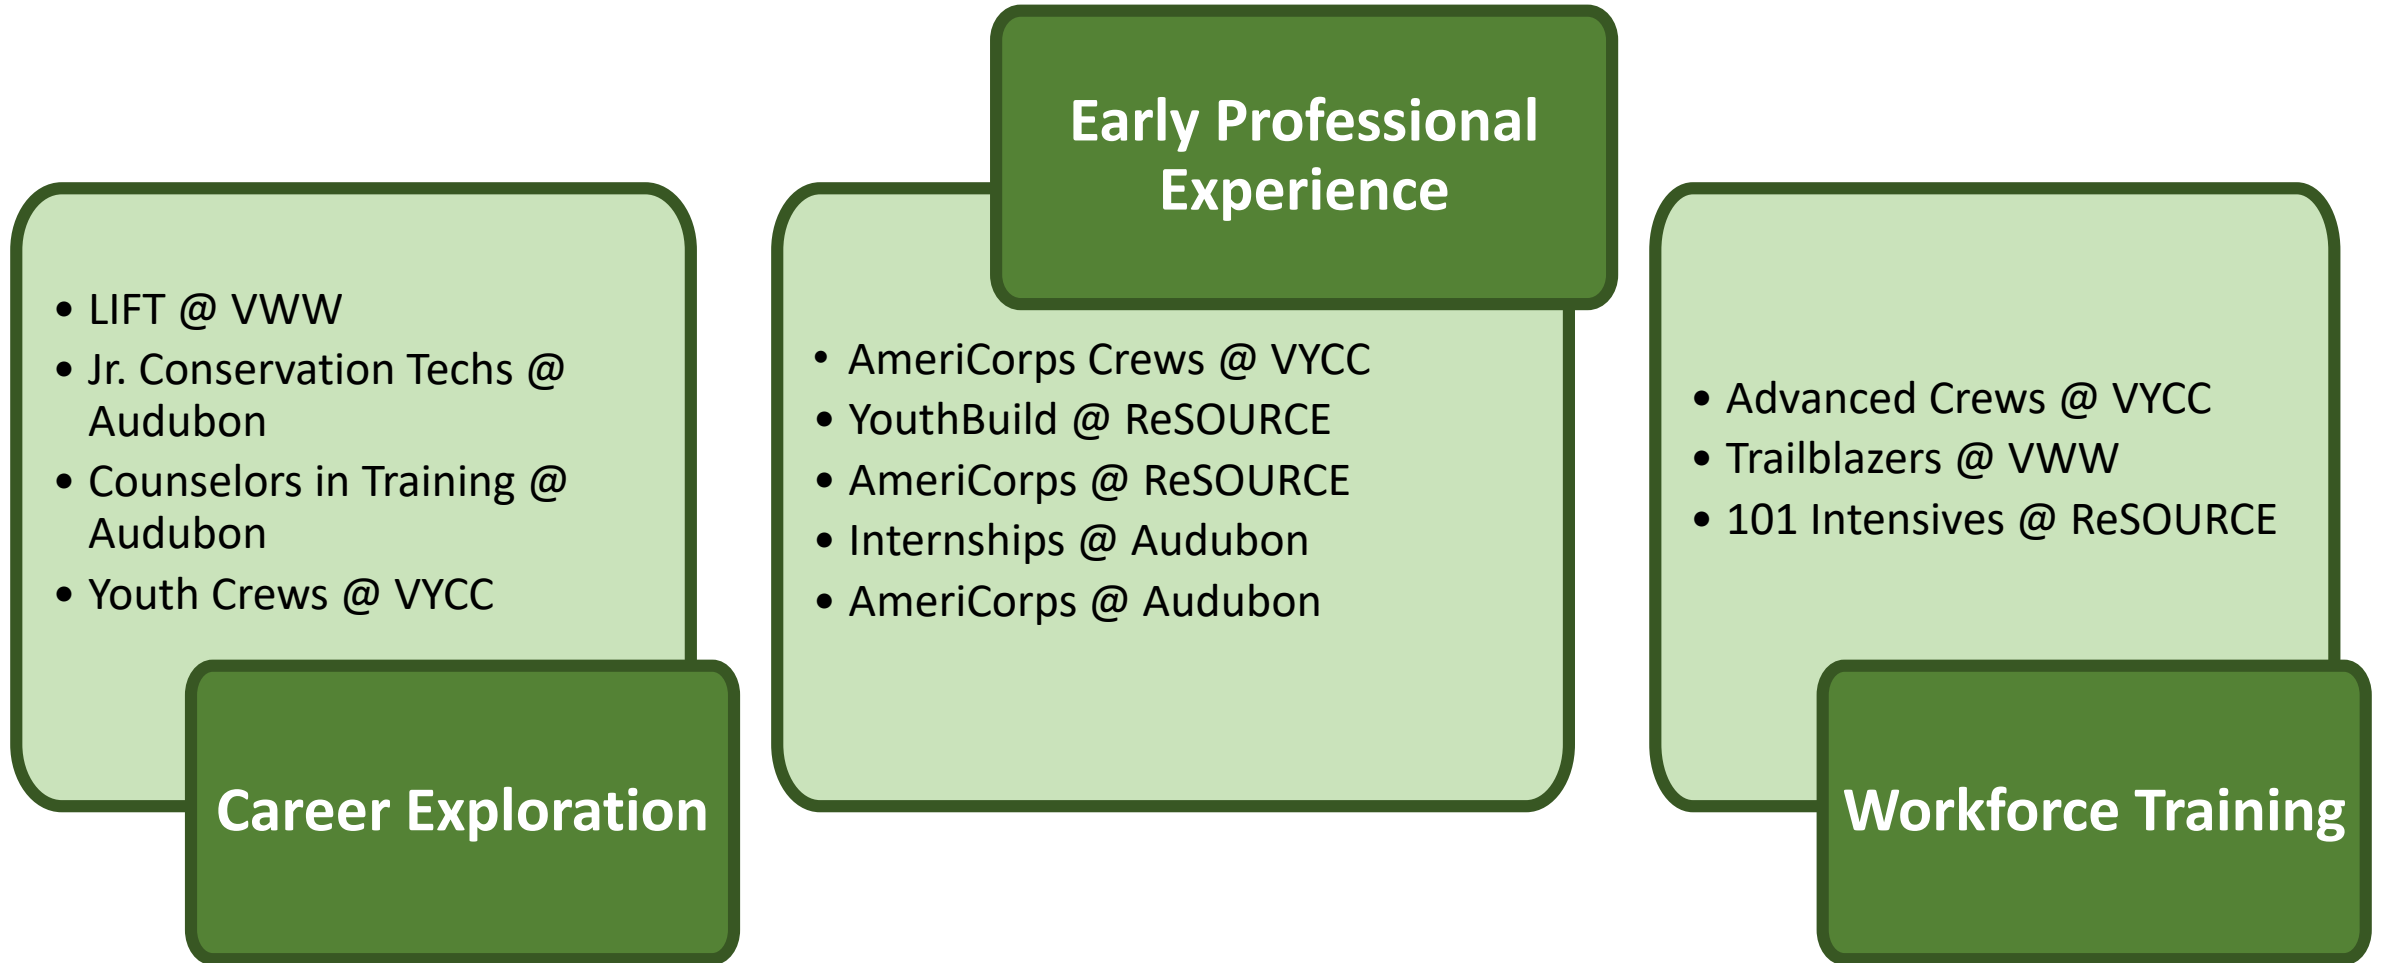 • LIFT @ VWW
• Jr. Conservation Techs @
Audubon
• Counselors in Training @
Audubon
• Youth Crews @ VYCC
Career Exploration
Early Professional
Experience
• AmeriCorps Crews @ VYCC
• YouthBuild @ ReSOURCE
• AmeriCorps @ ReSOURCE
• Internships @ Audubon
• AmeriCorps @ Audubon
• Advanced Crews @ VYCC
• Trailblazers @ VWW
• 101 Intensives @ ReSOURCE
Workforce Training